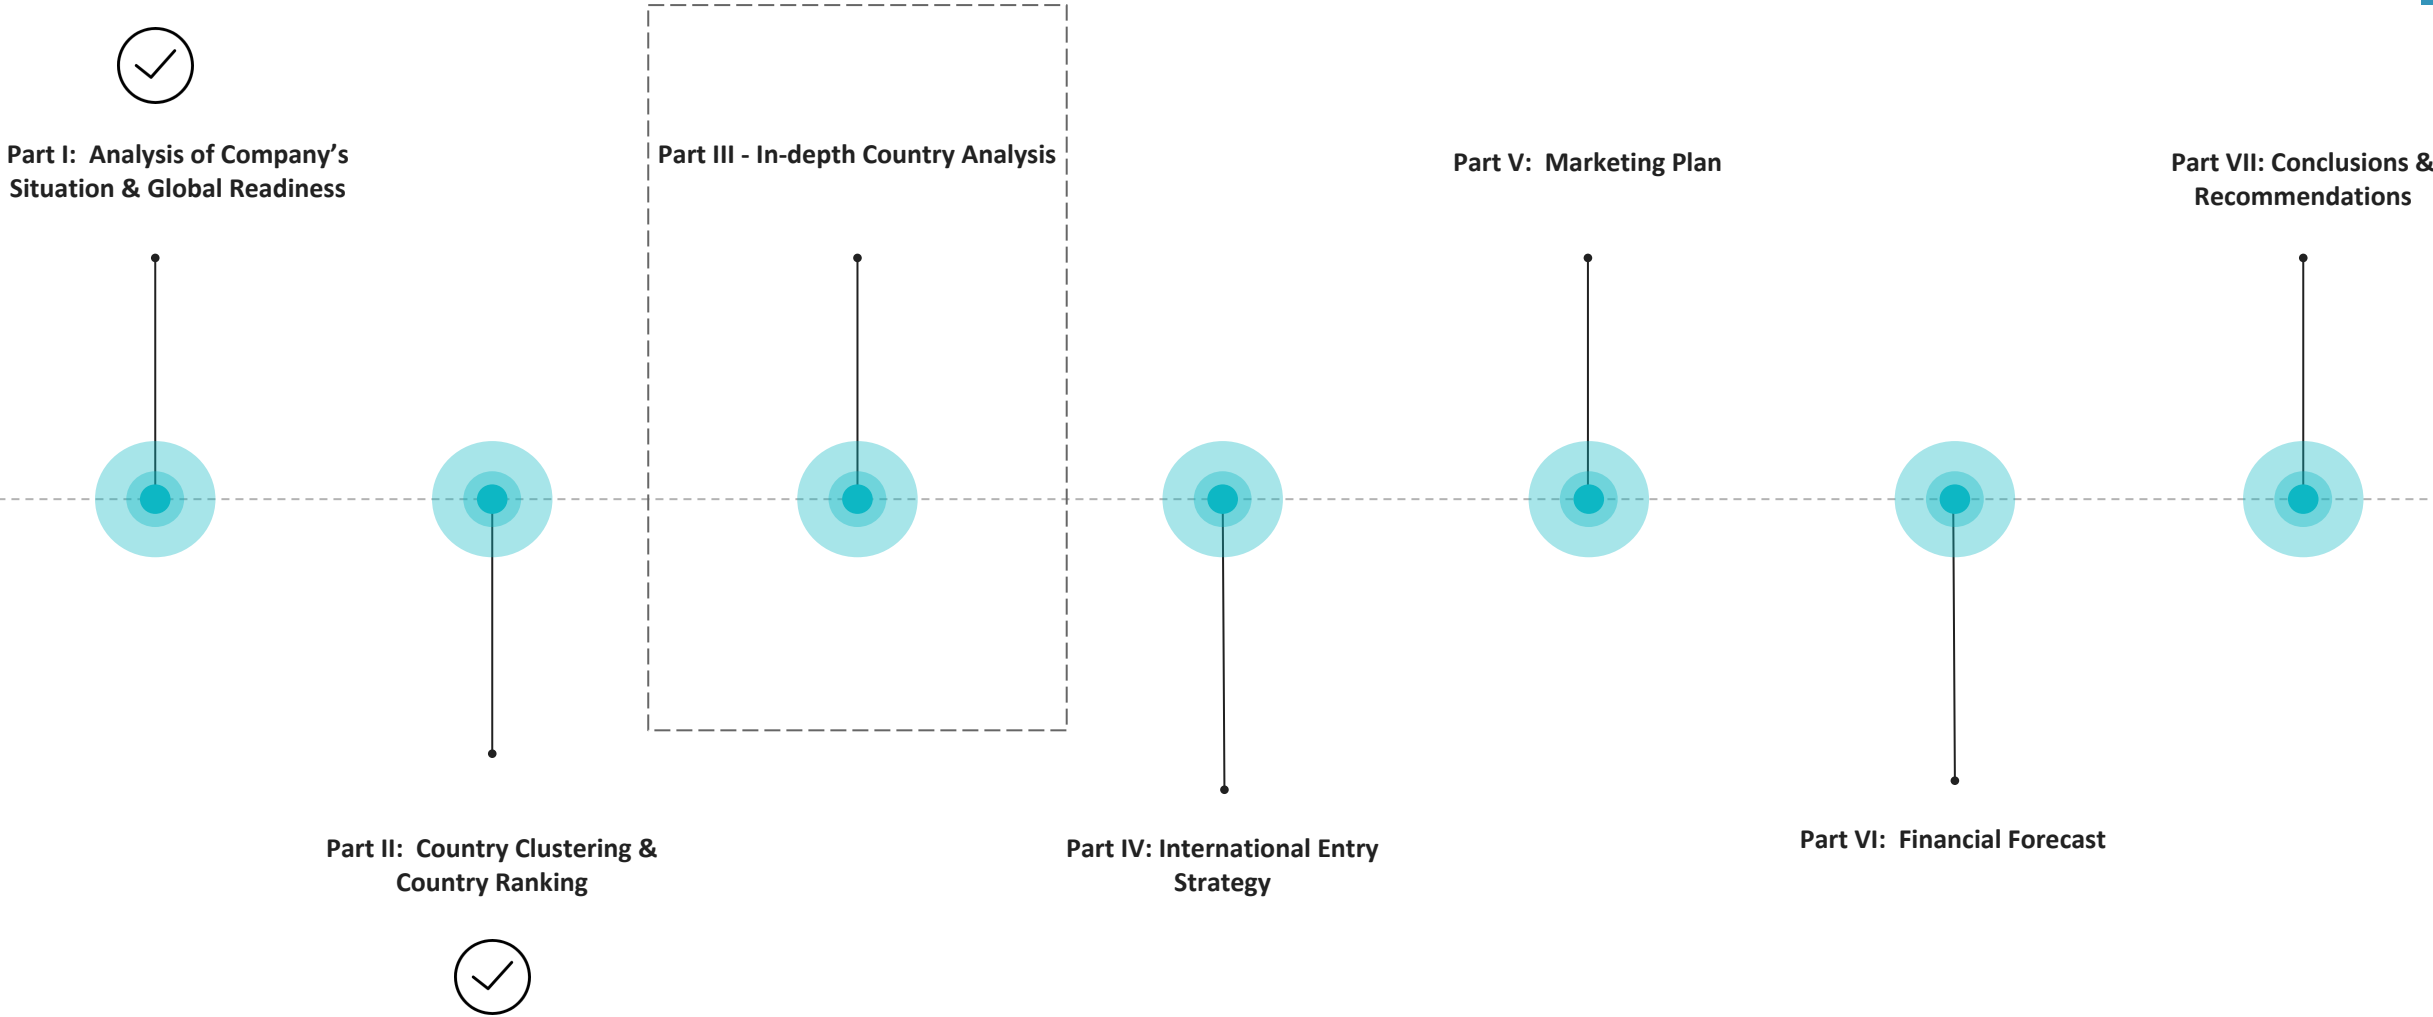 Part I:  Analysis of Company’s
Situation & Global Readiness
Part II:  Country Clustering &
Country Ranking
Part III - In-depth Country Analysis
Part IV: International Entry
Strategy
Part V:  Marketing Plan
Part VI:  Financial Forecast
Part VII: Conclusions &
Recommendations